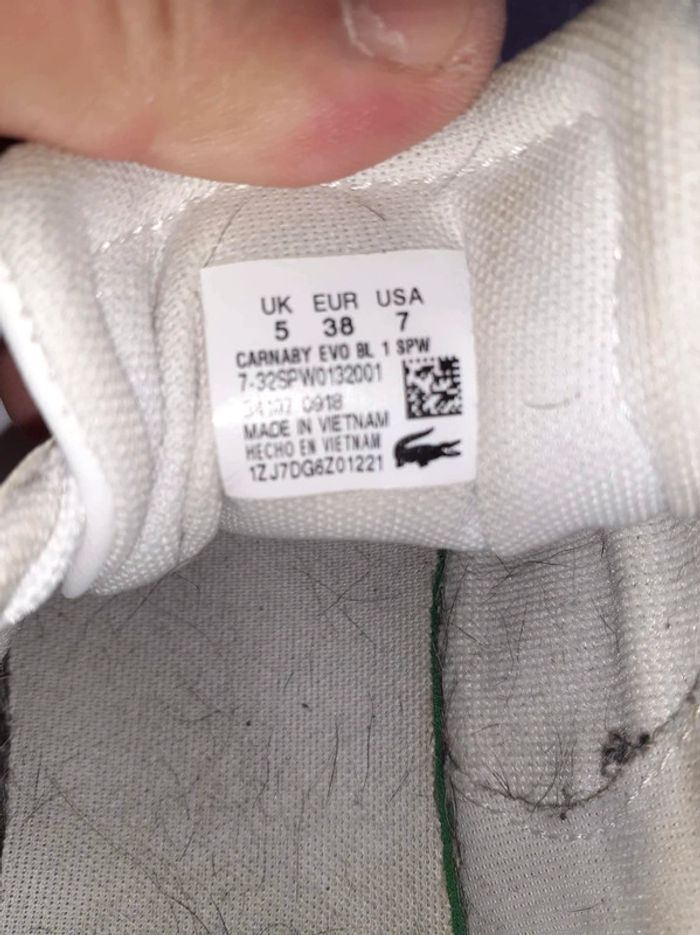 UK EUR USA
5 38 7
CARNABY EVO BL 1 SPW
7-32SPW0132001
0918
MADE IN VIETNAM
HECHO EN VIETNAM
1ZJ7DG6Z01221